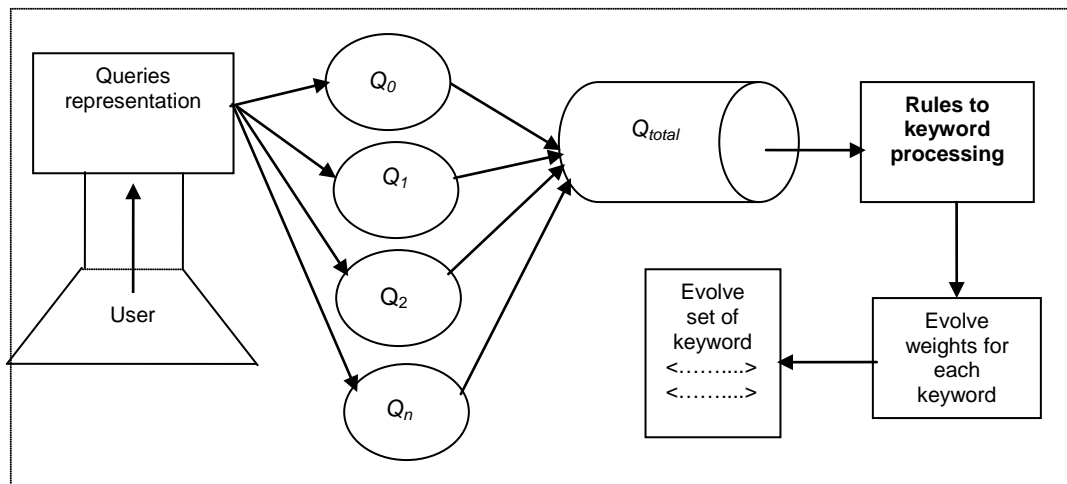 Queries
representation
User
Q0
Q1
Q2
Qn
Qtotal
Rules to
keyword
processing
Evolve
weights for
each
keyword
Evolve
set of
keyword
<…….....>
<…….....>